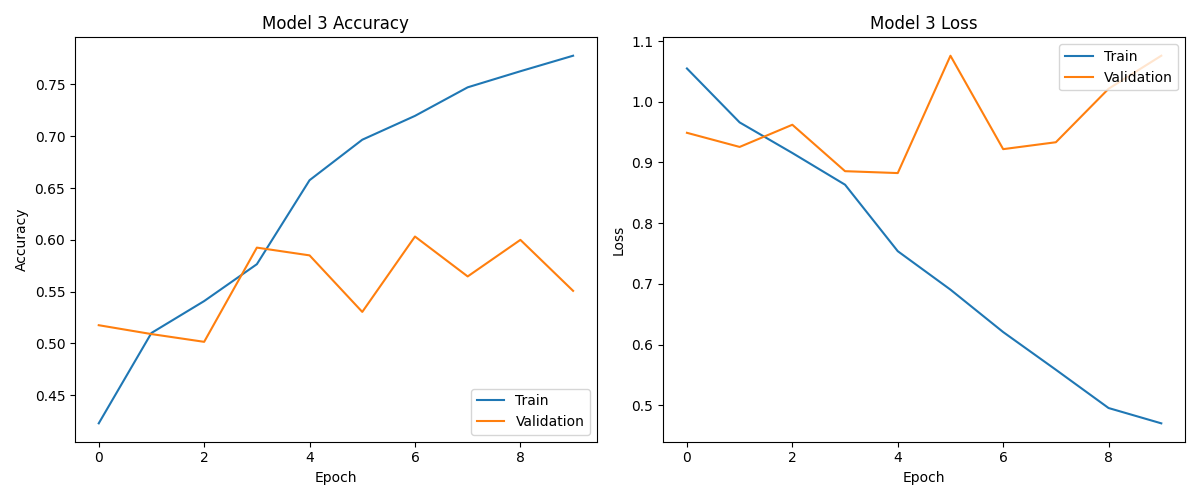 Model 3 Accuracy
Accuracy
0.75
0.70
0.65
0.60
0.55
0.50
0.45
0 2 4 6 8
Epoch
Train
Validation
Model 3 Loss
Loss
1.1
1.0
0.9
0.8
0.7
0.6
0.5
0 2 4 6 8
Epoch
Train
Validation